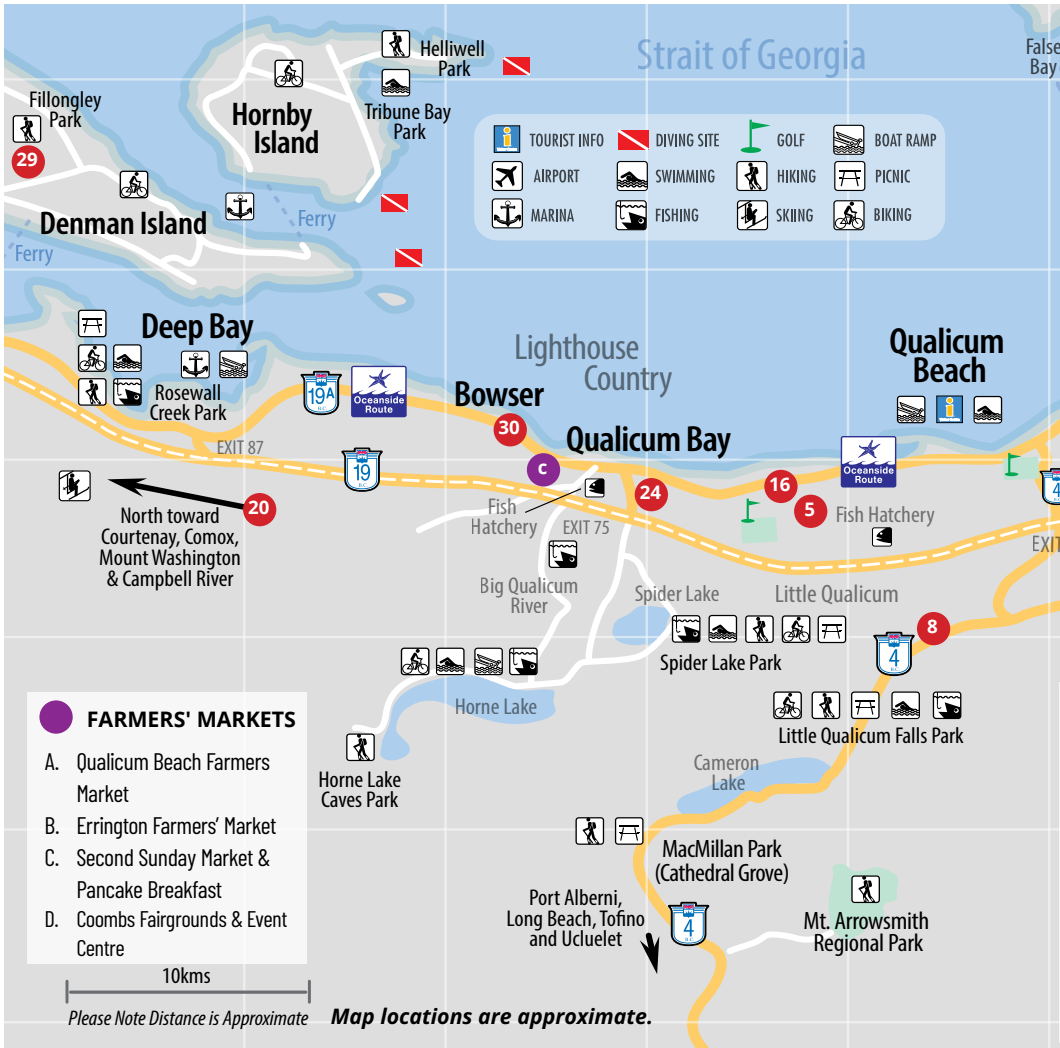 Strait of Georgia
False
Bay
Helliwell
Park
Tribune Bay
Park
Hornby
Island
Fillongley
Park
29
Denman Island
Ferry
Ferry
TOURIST INFO
DIVING SITE
GOLF
BOAT RAMP
AIRPORT
SWIMMING
HIKING
PICNIC
MARINA
FISHING
SKIING
BIKING
Deep Bay
Rosewall
Creek Park
19A
B.C.
Oceanside
Route
Lighthouse
Country
Bowser
30
Qualicum
Beach
Qualicum Bay
EXIT 87
19
B.C.
C
Fish
Hatchery
EXIT 75
24
16
5
Oceanside
Route
Fish Hatchery
4
EXIT
20
North toward
Courtenay, Comox,
Mount Washington
& Campbell River
Big Qualicum
River
Spider Lake
Little Qualicum
8
4
B.C.
Spider Lake Park
Horne Lake
Little Qualicum Falls Park
Horne Lake
Caves Park
Cameron
Lake
MacMillan Park
(Cathedral Grove)
Port Alberni,
Long Beach, Tofino
and Ucluelet
4
B.C.
Mt. Arrowsmith
Regional Park
FARMERS' MARKETS
A. Qualicum Beach Farmers
Market
B. Errington Farmers’ Market
C. Second Sunday Market &
Pancake Breakfast
D. Coombs Fairgrounds & Event
Centre
10kms
Please Note Distance is Approximate
Map locations are approximate.